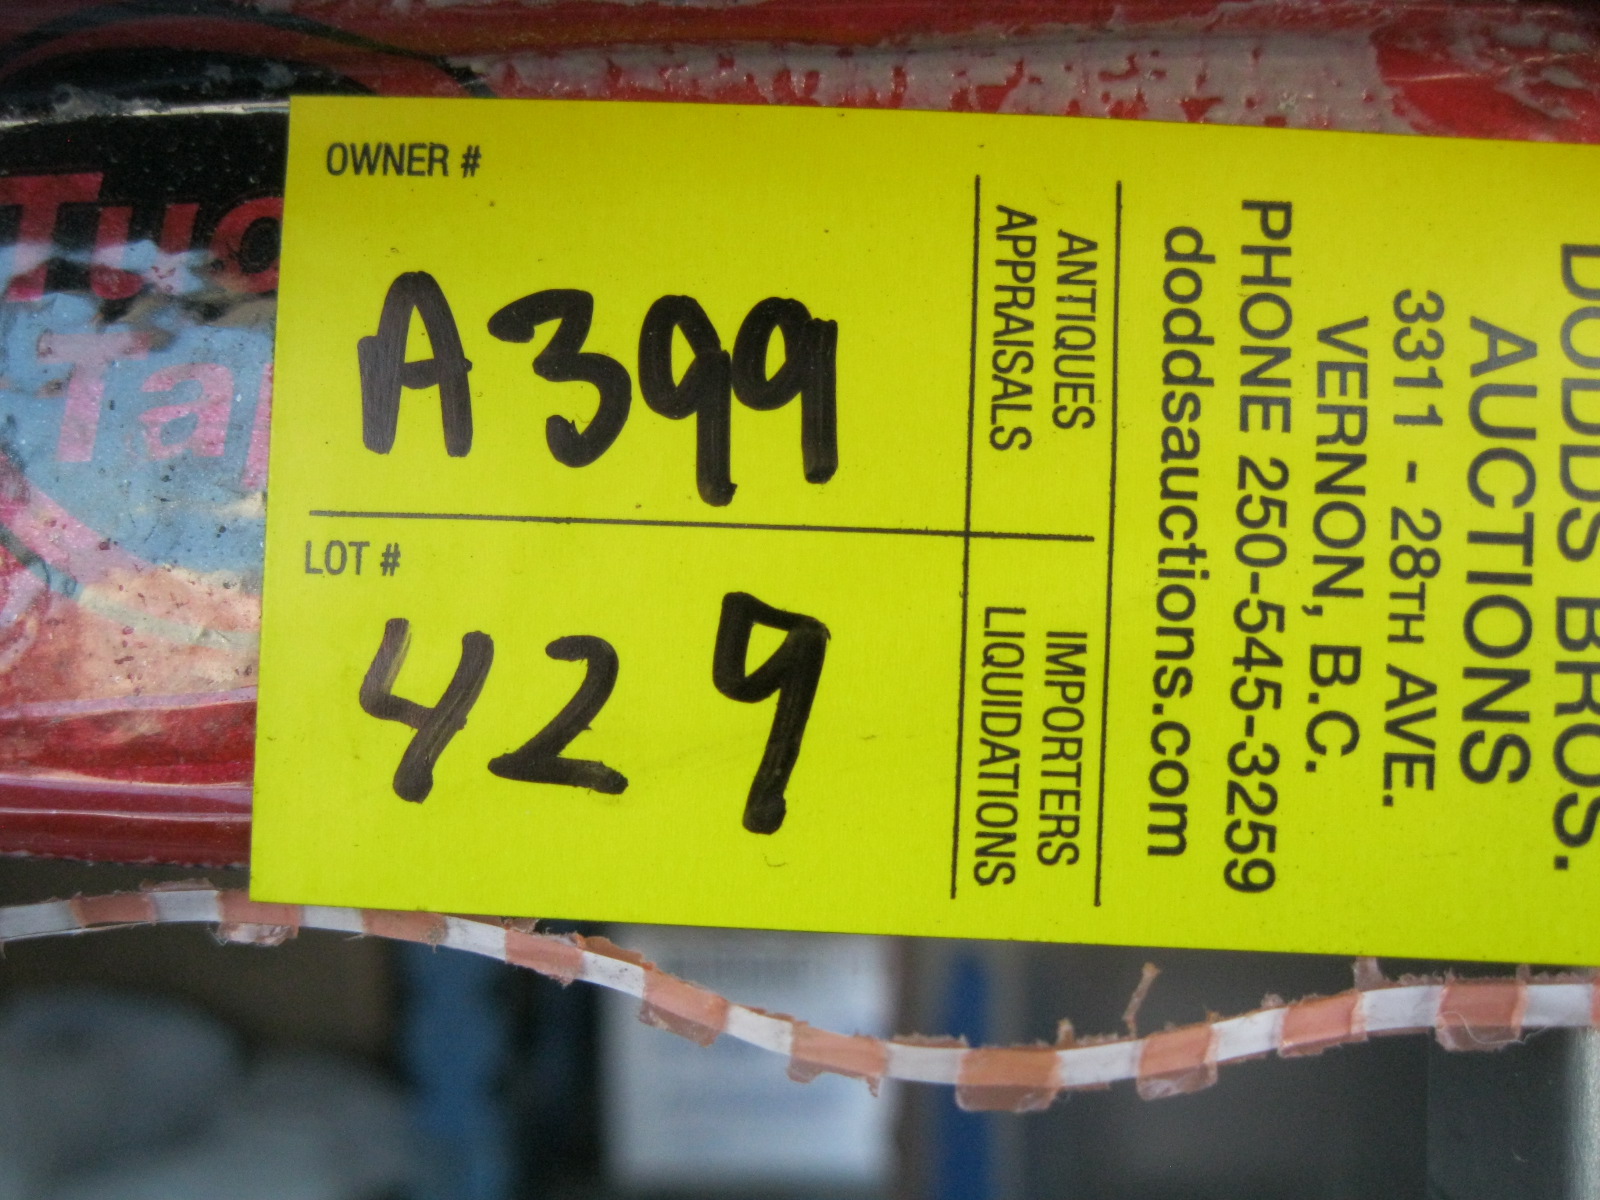 OWNER #
A399
LOT #
429
DODDS BROS.
AUCTIONS
3311 - 28TH AVE.
VERNON, B.C.
PHONE 250-545-3259
doddsauctions.com
ANTIQUES
APPRAISALS
IMPORTERS
LIQUIDATIONS